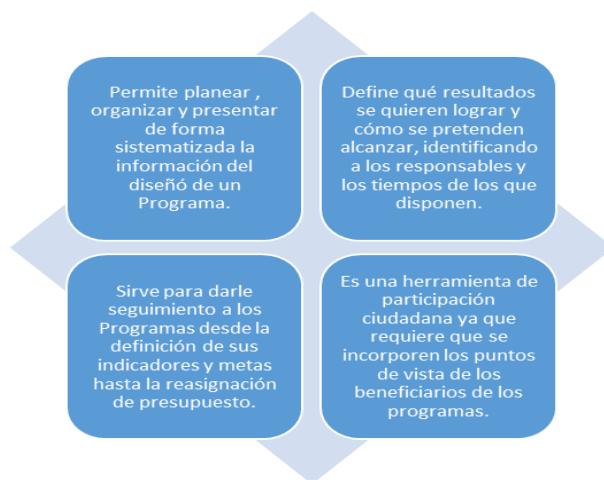 Permite planear ,
organizar y presentar
de forma
sistematizada la
información del
diseñó de un
Programa.
Define qué resultados
se quieren lograr y
cómo se pretenden
alcanzar, identificando
a los responsables y
los tiempos de los que
disponen.
Sirve para darle
seguimiento a los
Programas desde la
definición de sus
indicadores y metas
hasta la reasignación
de presupuesto.
Es una herramienta de
participación
ciudadana ya que
requiere que se
incorporen los puntos
de vista de los
beneficiarios de los
programas.